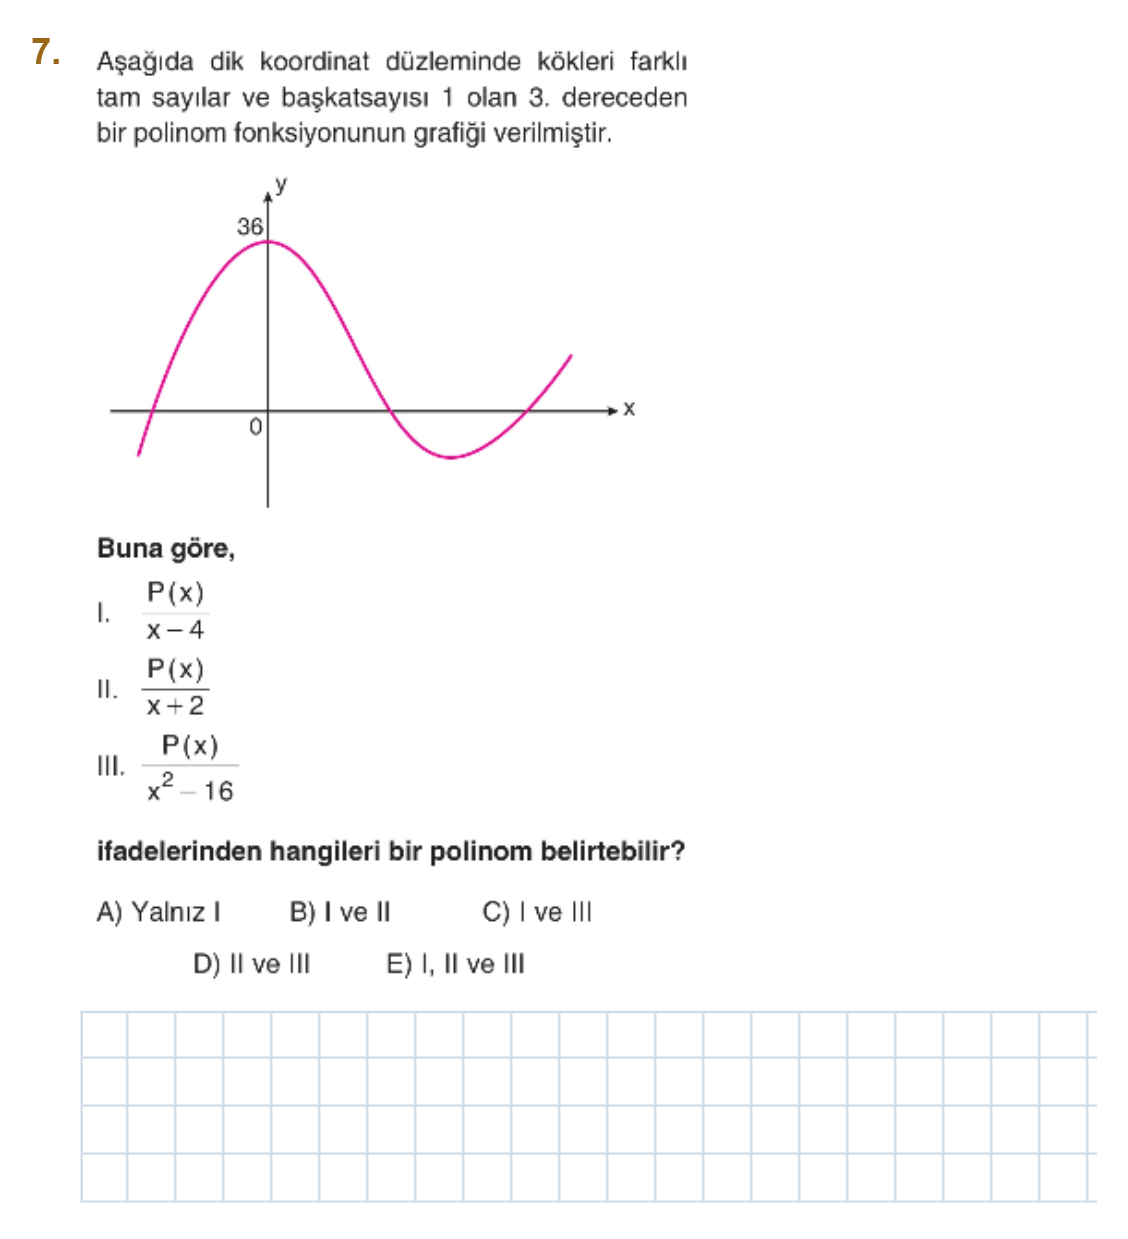 7. Aşağıda dik koordinat düzleminde kökleri farklı
tam sayılar ve başkatsayısı 1 olan 3. dereceden
bir polinom fonksiyonunun grafiği verilmiştir.
y
36
0
x
Buna göre,
I. P(x)
x – 4
II. P(x)
x + 2
III. P(x)
x² – 16
ifadelerinden hangileri bir polinom belirtebilir?
A) Yalnız I B) I ve II C) I ve III
D) II ve III E) I, II ve III